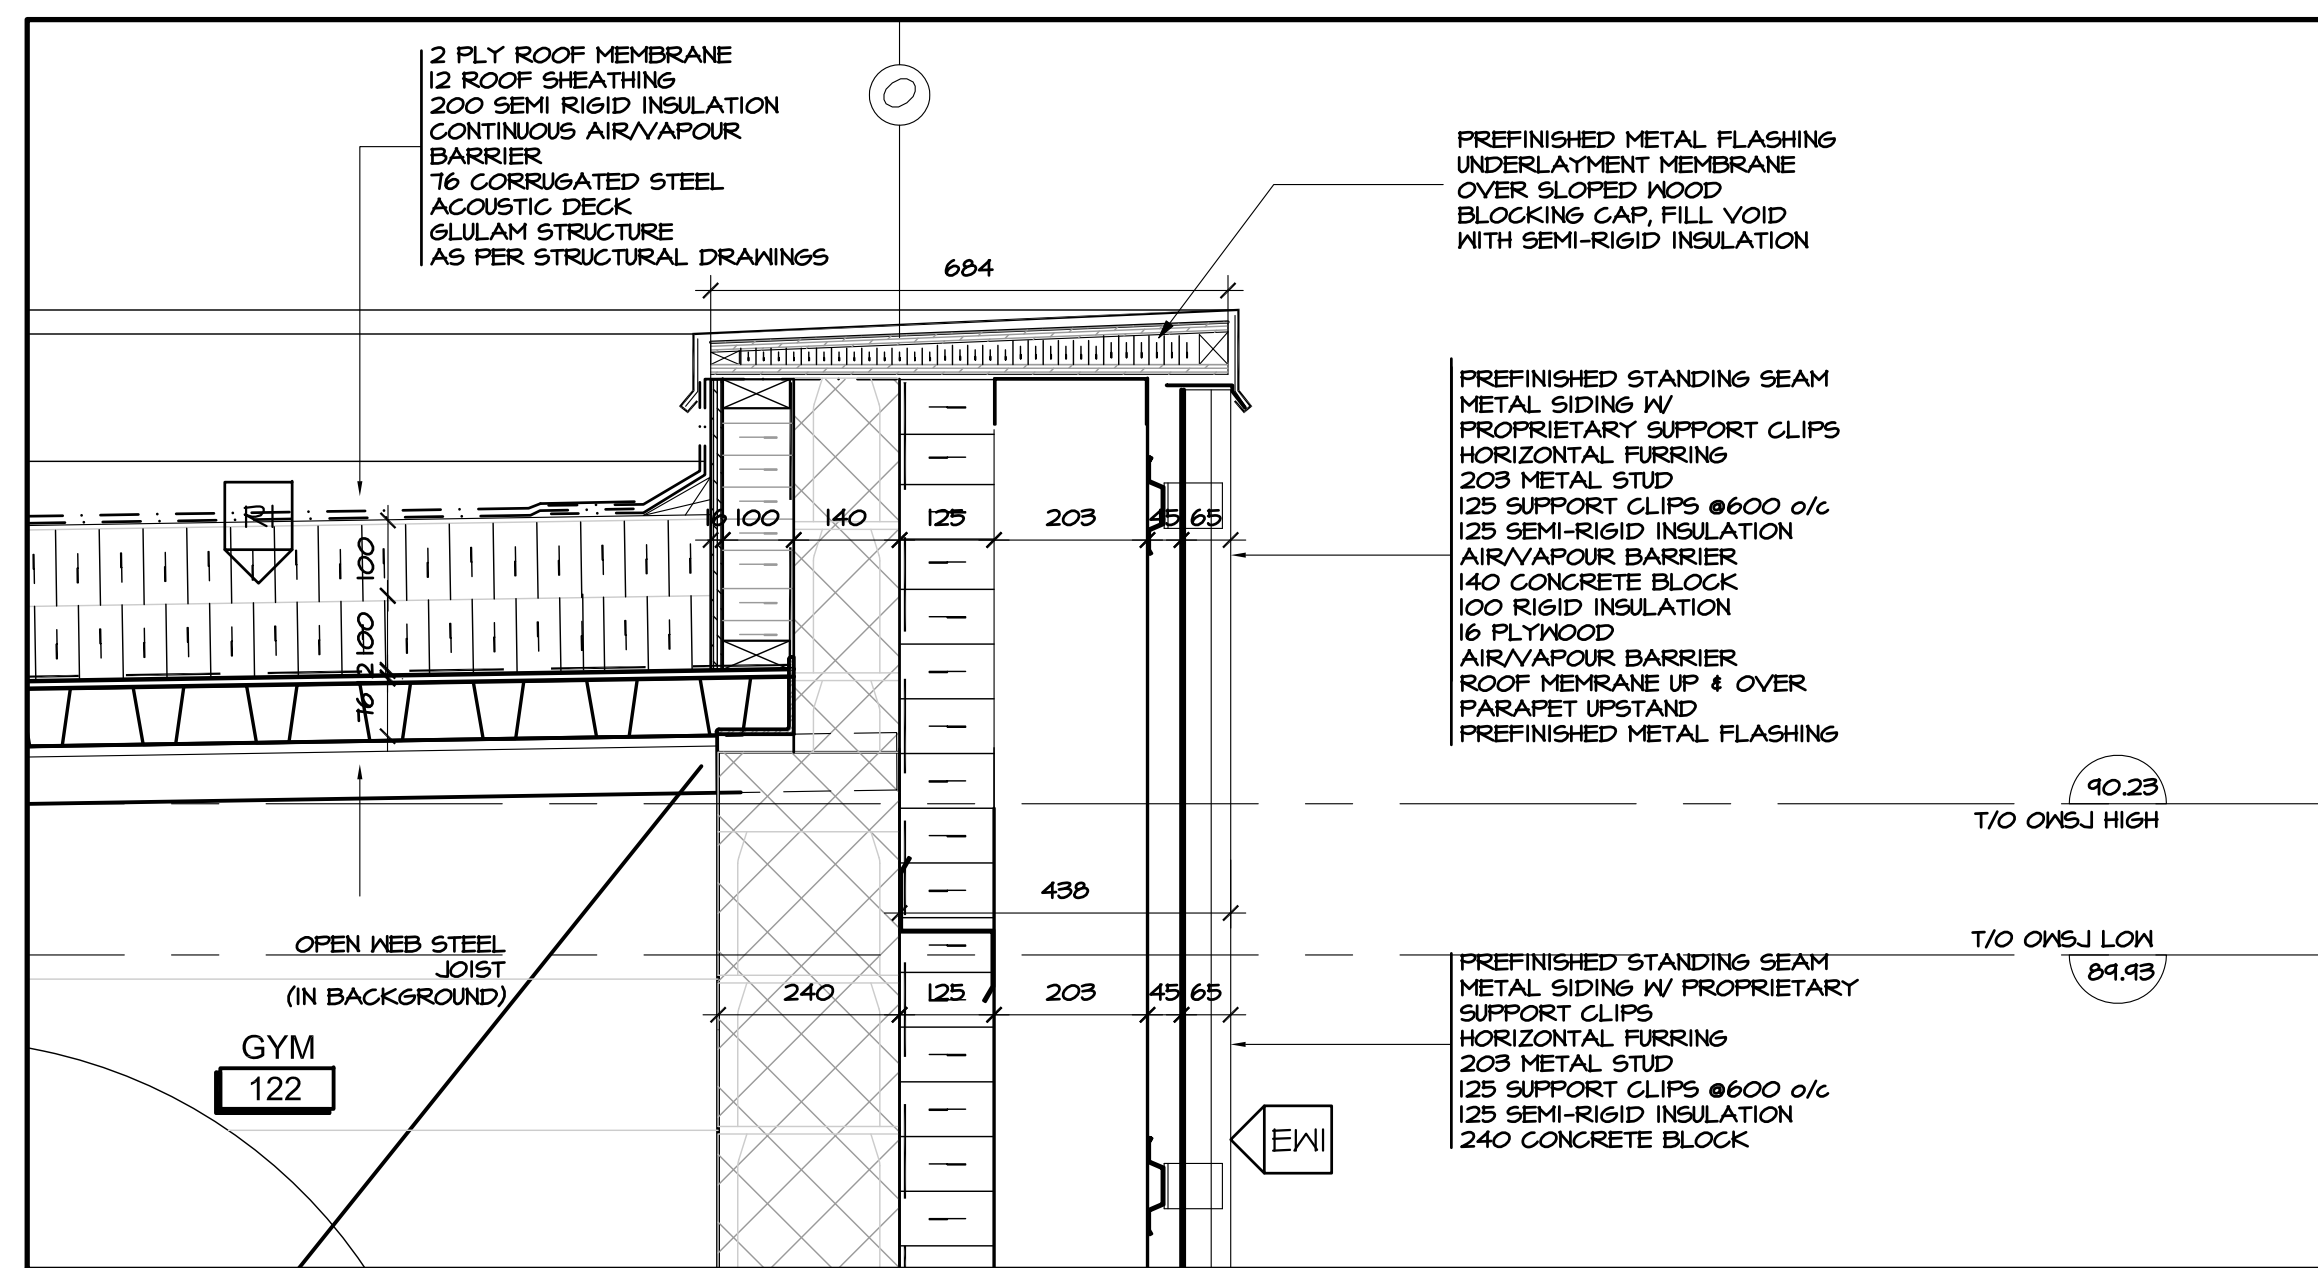 2 PLY ROOF MEMBRANE
12 ROOF SHEATHING
200 SEMI RIGID INSULATION
CONTINUOUS AIR/VAPOUR
BARRIER
76 CORRUGATED STEEL
ACOUSTIC DECK
GLULAM STRUCTURE
AS PER STRUCTURAL DRAWINGS
O
PREFINISHED METAL FLASHING
UNDERLAYMENT MEMBRANE
OVER SLOPED WOOD
BLOCKING CAP, FILL VOID
WITH SEMI-RIGID INSULATION
684
PREFINISHED STANDING SEAM
METAL SIDING W/
PROPRIETARY SUPPORT CLIPS
HORIZONTAL FURRING
203 METAL STUD
125 SUPPORT CLIPS @600 o/c
125 SEMI-RIGID INSULATION
AIR/VAPOUR BARRIER
140 CONCRETE BLOCK
100 RIGID INSULATION
16 PLYWOOD
AIR/VAPOUR BARRIER
ROOF MEMRANE UP & OVER
PARAPET UPSTAND
PREFINISHED METAL FLASHING
16 100 140 125 203 45 65
100
100
12
76
90.23
T/O OWSJ HIGH
438
T/O OWSJ LOW
89.93
OPEN WEB STEEL
JOIST
(IN BACKGROUND)
240 125 203 45 65
GYM
122
PREFINISHED STANDING SEAM
METAL SIDING W/ PROPRIETARY
SUPPORT CLIPS
HORIZONTAL FURRING
203 METAL STUD
125 SUPPORT CLIPS @600 o/c
125 SEMI-RIGID INSULATION
240 CONCRETE BLOCK
EW1